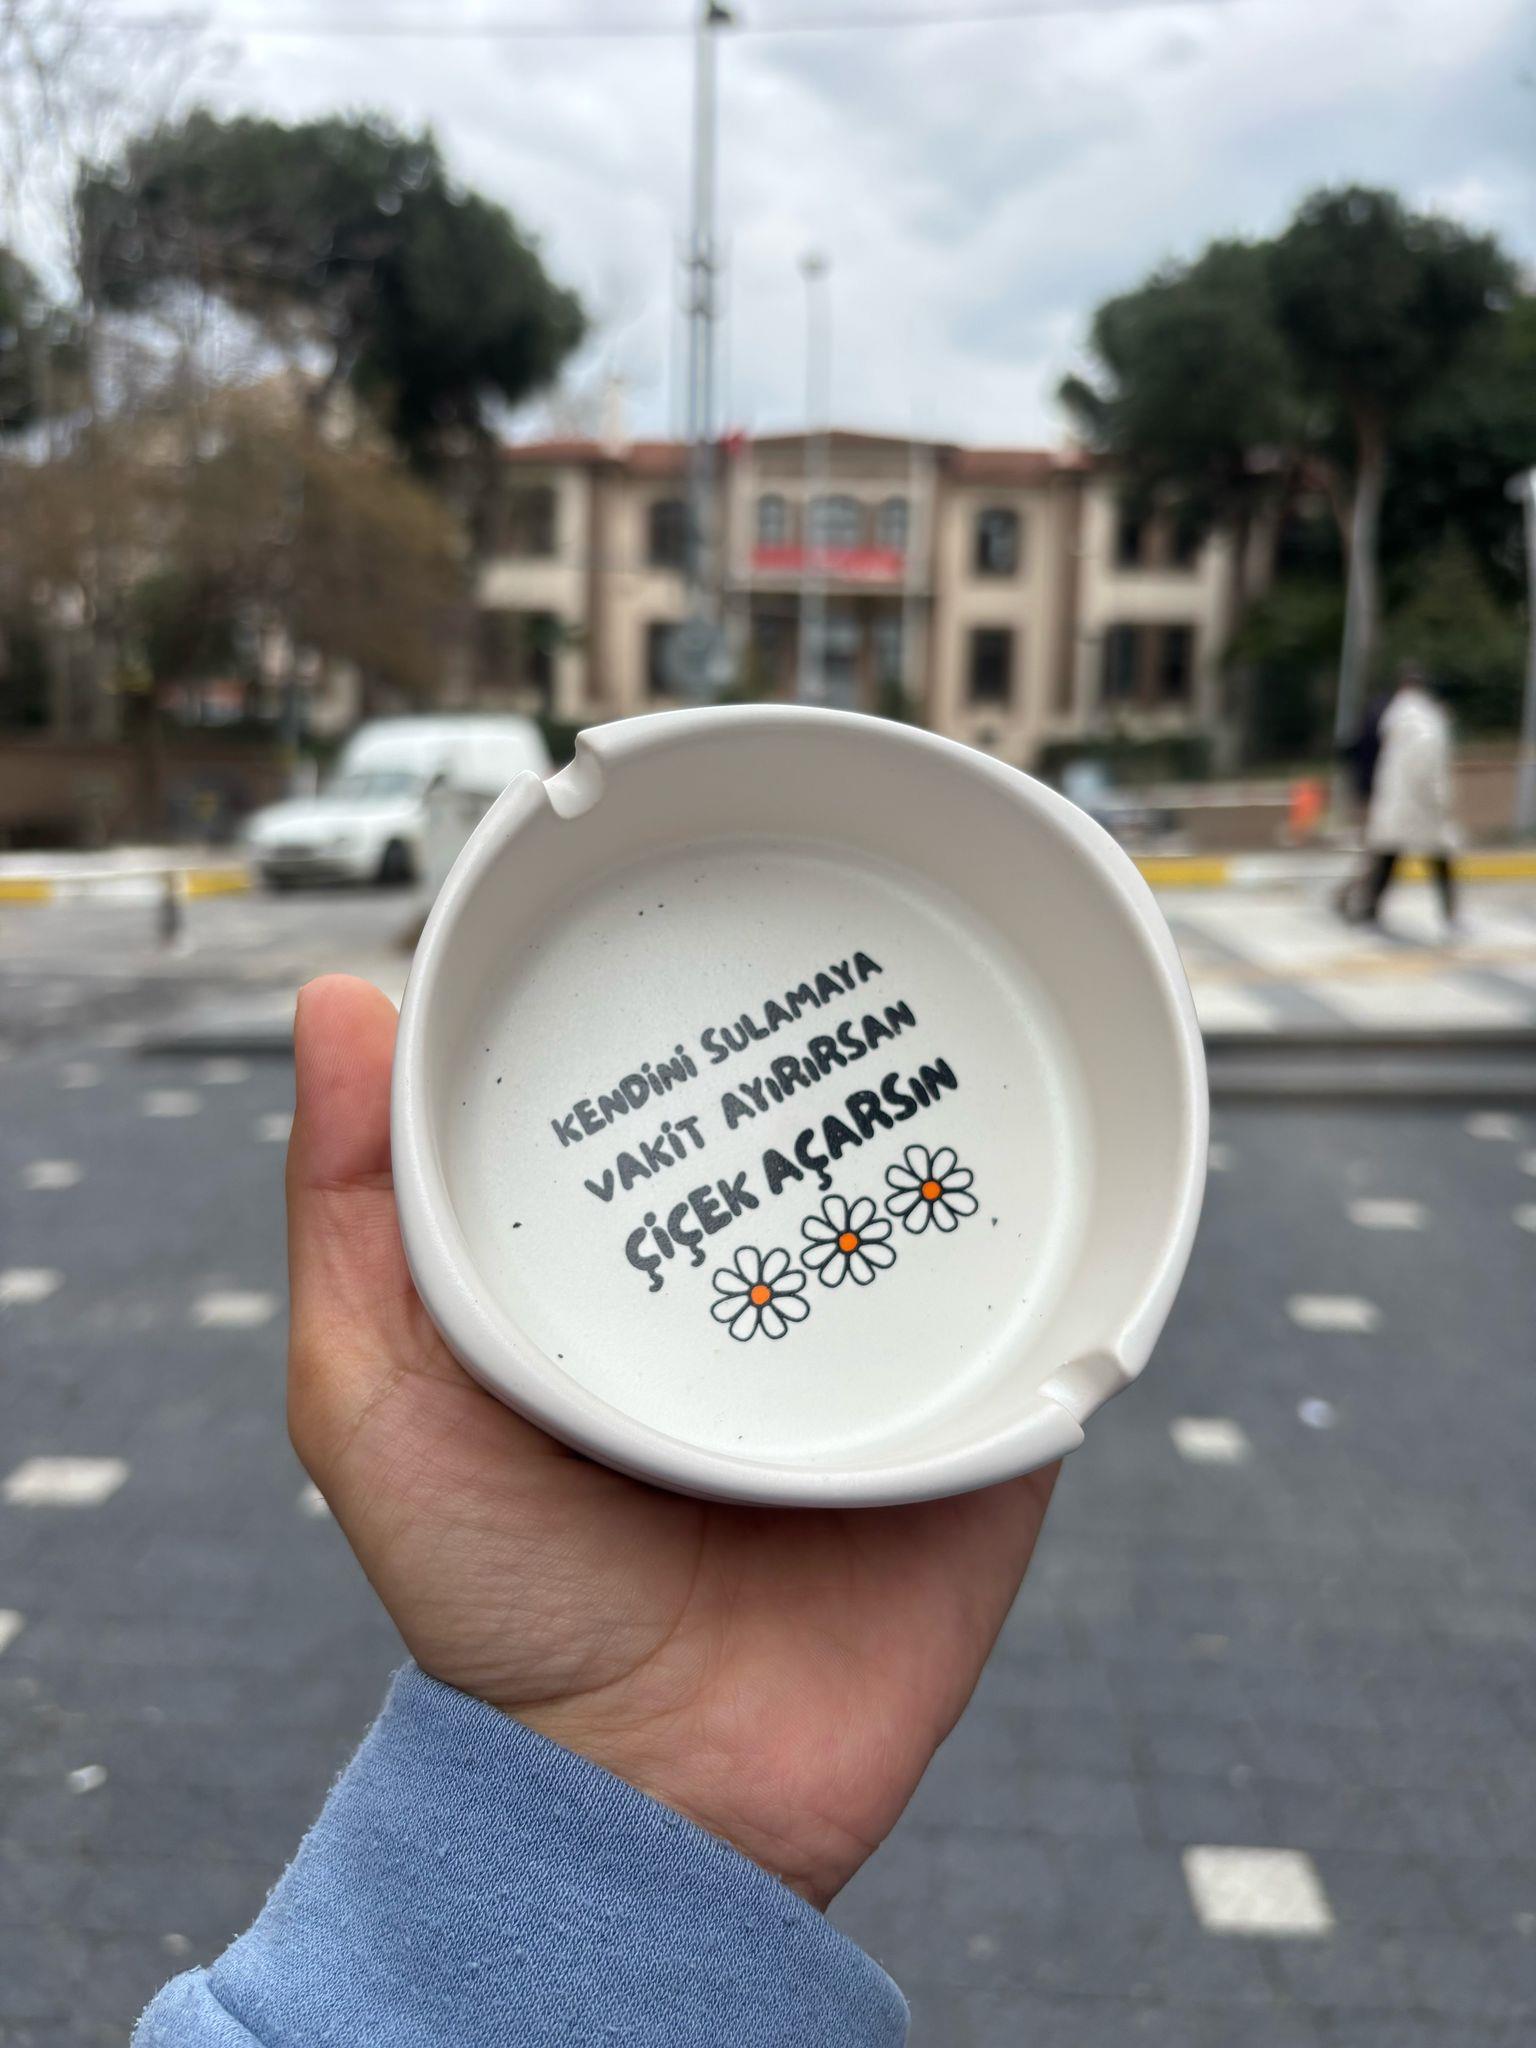 KENDİNİ SULAMAYA
VAKİT AYIRIRSAN
ÇİÇEK AÇARSIN